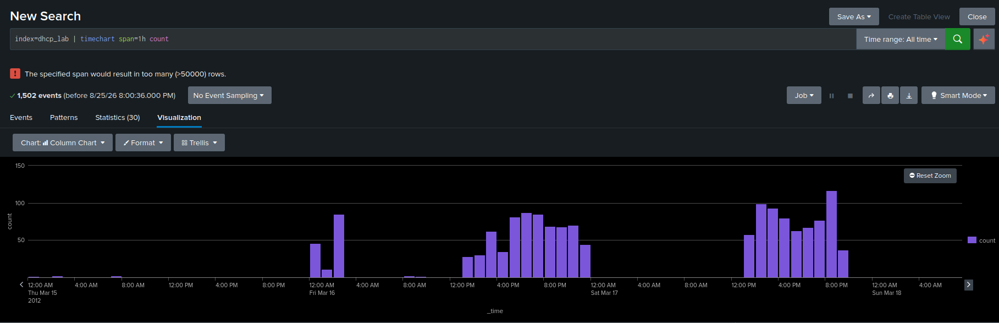 New Search
Save As
Create Table View
Close
index=dhcp_lab | timechart span=1h count
Time range: All time
! The specified span would result in too many (>50000) rows.
1,502 events (before 8/25/26 8:00:36.000 PM)
No Event Sampling
Job
Smart Mode
Events
Patterns
Statistics (30)
Visualization
Chart: Column Chart
Format
Trellis
150
100
50
count
Reset Zoom
count
12:00 AM 4:00 AM 8:00 AM 12:00 PM 4:00 PM 8:00 PM 12:00 AM 4:00 AM 8:00 AM 12:00 PM 4:00 PM 8:00 PM 12:00 AM 4:00 AM 8:00 AM 12:00 PM 4:00 PM 8:00 PM 12:00 AM 4:00 AM
Thu Mar 15 Fri Mar 16 Sat Mar 17 Sun Mar 18
2012
_time